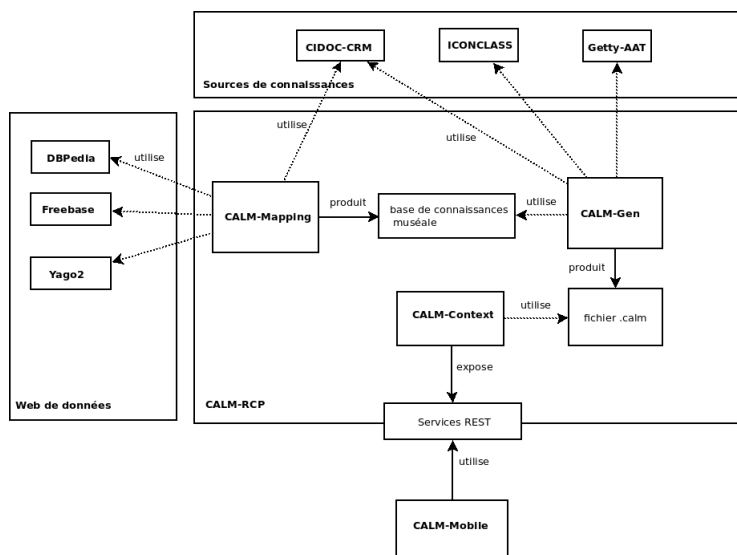 CIDOC-CRM
ICONCLASS
Getty-AAT
Sources de connaissances
utilise
utilise
DBPedia
utilise
Freebase
Yago2
Web de données
CALM-Mapping
produit
base de connaissances
muséale
utilise
CALM-Gen
produit
CALM-Context
utilise
fichier .calm
expose
CALM-RCP
Services REST
utilise
CALM-Mobile